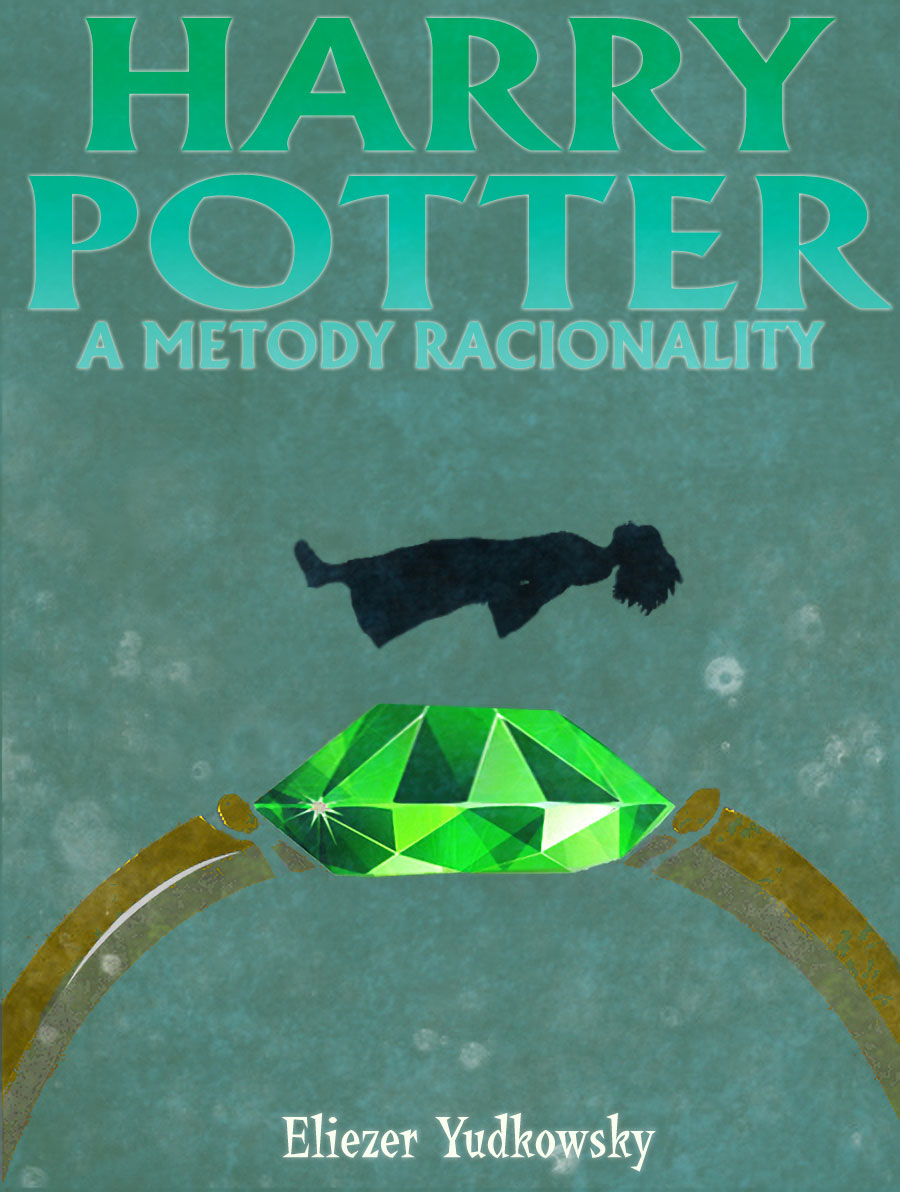 HARRY
POTTER
A METODY RACIONALITY
Eliezer Yudkowsky